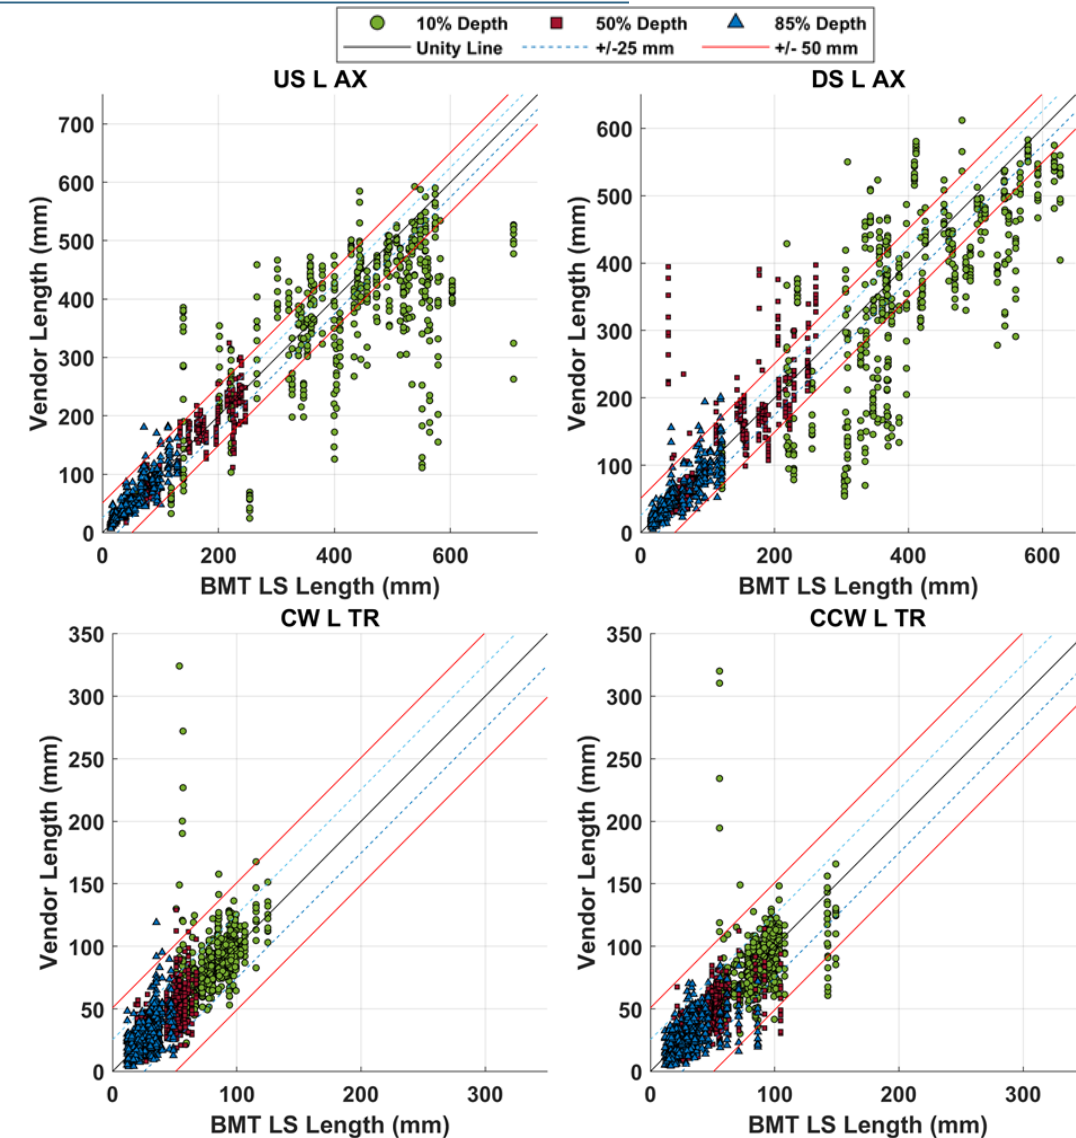 10% Depth 50% Depth 85% Depth
Unity Line +/-25 mm +/- 50 mm
US L AX
Vendor Length (mm)
700
600
500
400
300
200
100
0
0 200 400 600
BMT LS Length (mm)
DS L AX
Vendor Length (mm)
600
500
400
300
200
100
0
0 200 400 600
BMT LS Length (mm)
CW L TR
Vendor Length (mm)
350
300
250
200
150
100
50
0
0 100 200 300
BMT LS Length (mm)
CCW L TR
Vendor Length (mm)
350
300
250
200
150
100
50
0
0 100 200 300
BMT LS Length (mm)